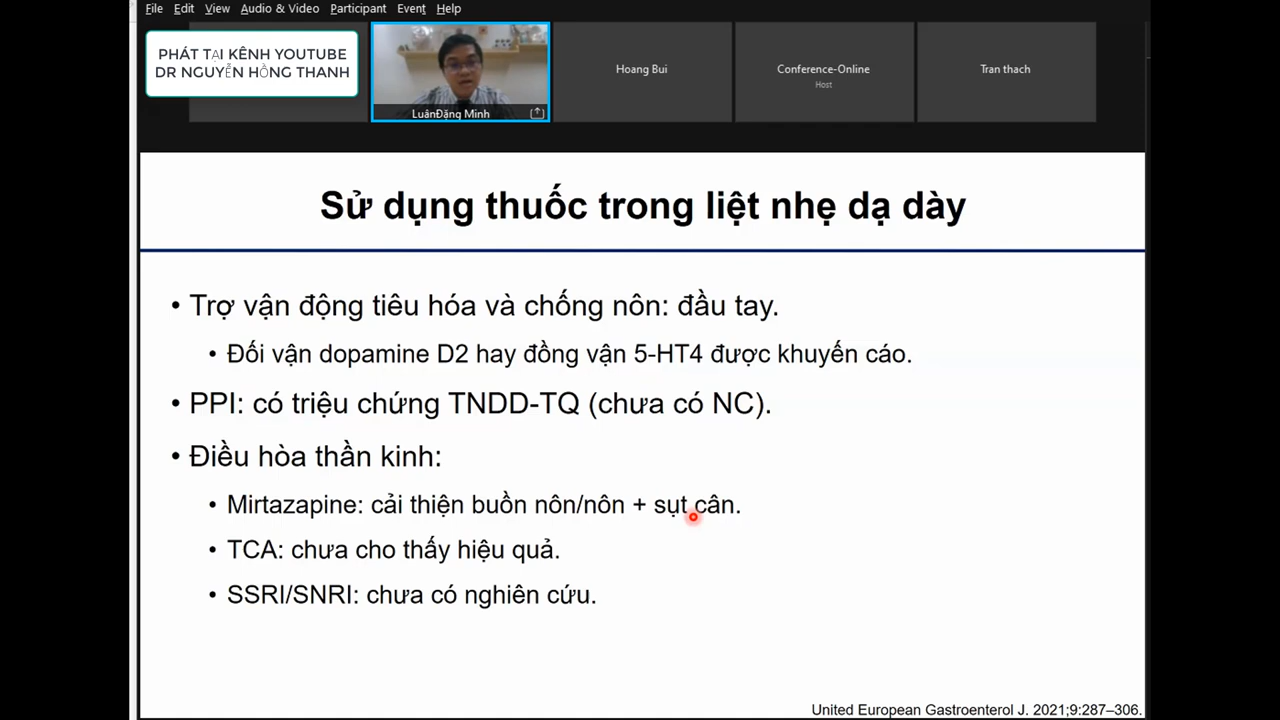 File Edit View Audio & Video Participant Event Help
PHÁT TẠI KÊNH YOUTUBE
DR NGUYỄN HỒNG THANH
LuânĐặng Minh
Hoang Bui
Conference-Online
Host
Tran thach
Sử dụng thuốc trong liệt nhẹ dạ dày
• Trợ vận động tiêu hóa và chống nôn: đầu tay.
• Đối vận dopamine D2 hay đồng vận 5-HT4 được khuyến cáo.
• PPI: có triệu chứng TNDD-TQ (chưa có NC).
• Điều hòa thần kinh:
• Mirtazapine: cải thiện buồn nôn/nôn + sụt cân.
• TCA: chưa cho thấy hiệu quả.
• SSRI/SNRI: chưa có nghiên cứu.
United European Gastroenterol J. 2021;9:287–306.